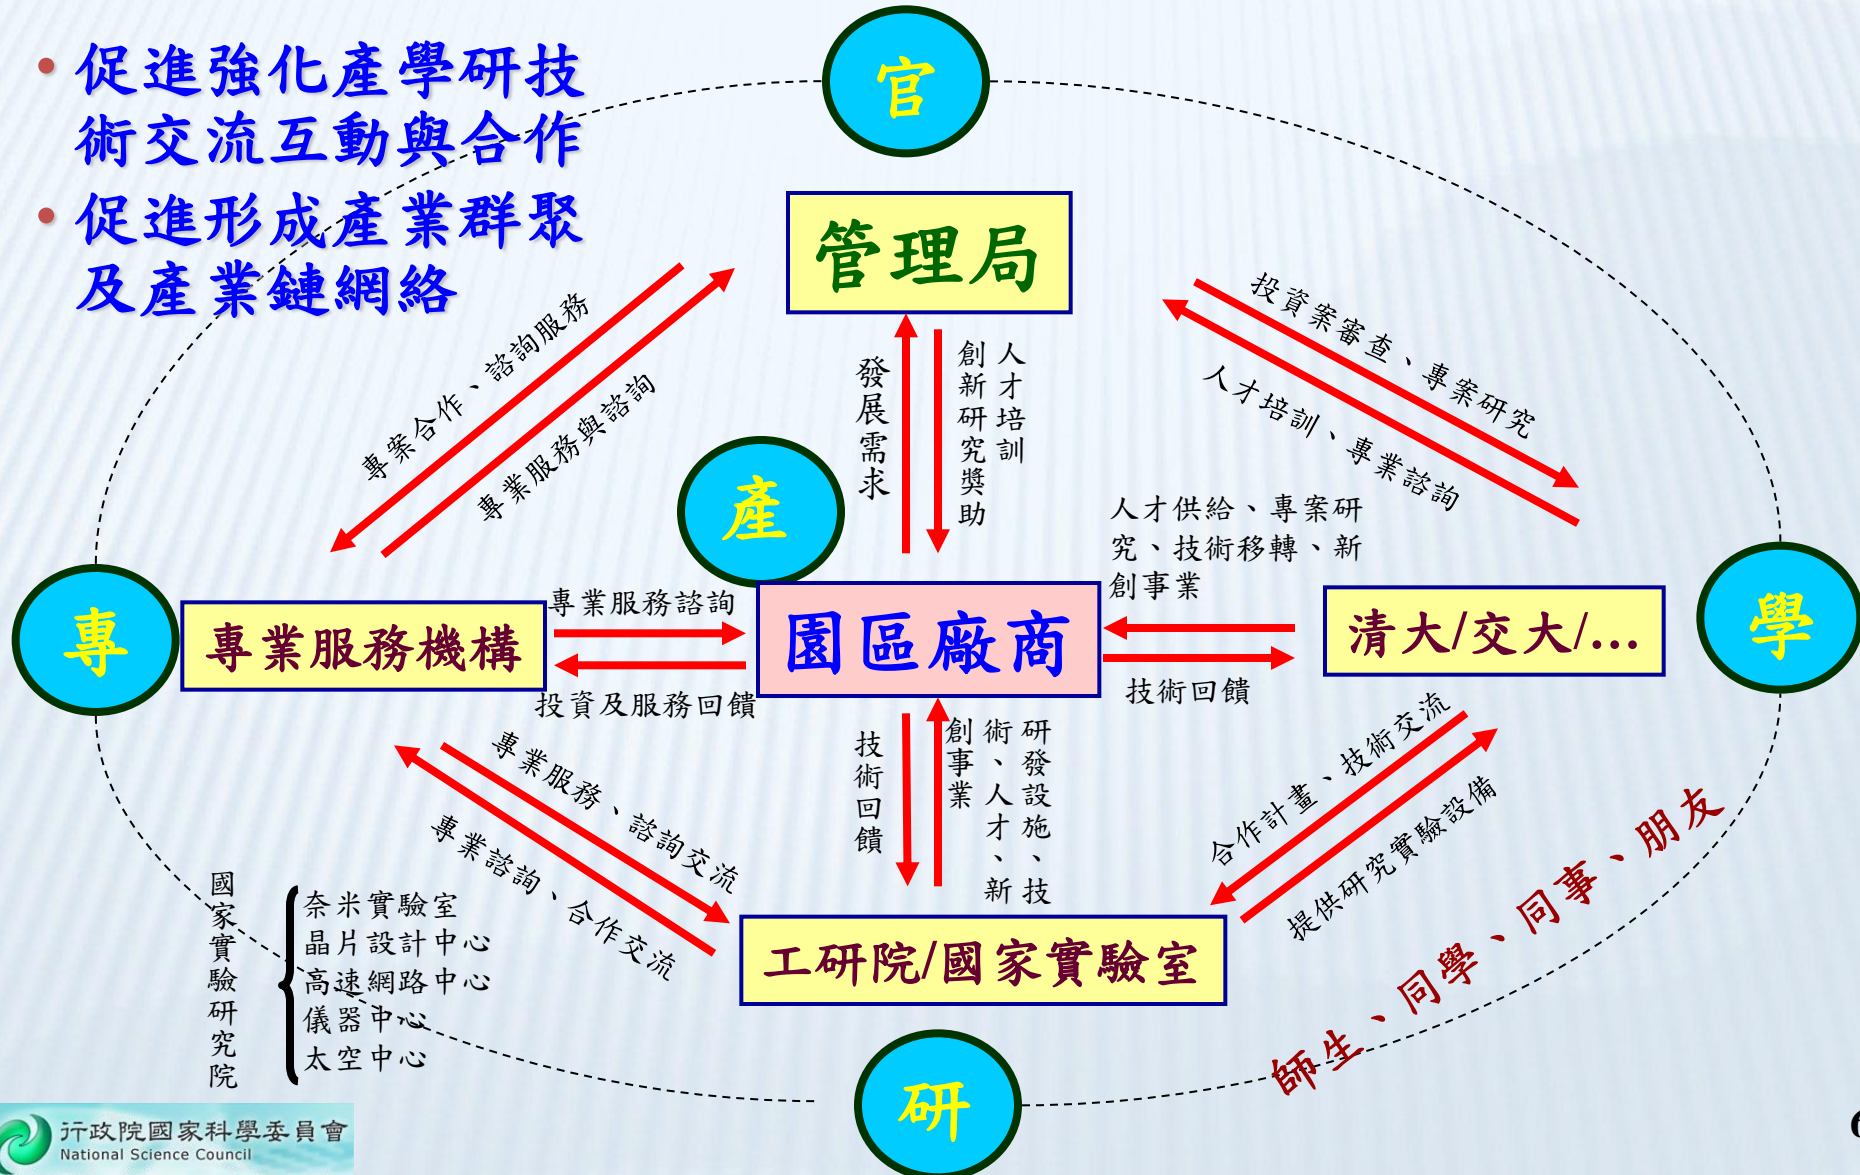 官
• 促進強化產學研技
術交流互動與合作
• 促進形成產業群聚
及產業鏈網絡
管理局
專案合作、諮詢服務
專業服務與諮詢
發展需求
人才培訓
創新研究獎助
投資案審查、專案研究
人才培訓、專業諮詢
產
人才供給、專案研
究、技術移轉、新
創事業
專
專業服務機構
專業服務諮詢
投資及服務回饋
園區廠商
技術回饋
清大/交大/...
學
專業服務、諮詢交流
專業諮詢、合作交流
技術回饋
研發設施、技
術、人才、新
創事業
合作計畫、技術交流
提供研究實驗設備
工研院/國家實驗室
師生、同學、同事、朋友
國家實驗研究院
奈米實驗室
晶片設計中心
高速網路中心
儀器中心
太空中心
研
行政院國家科學委員會
National Science Council
6